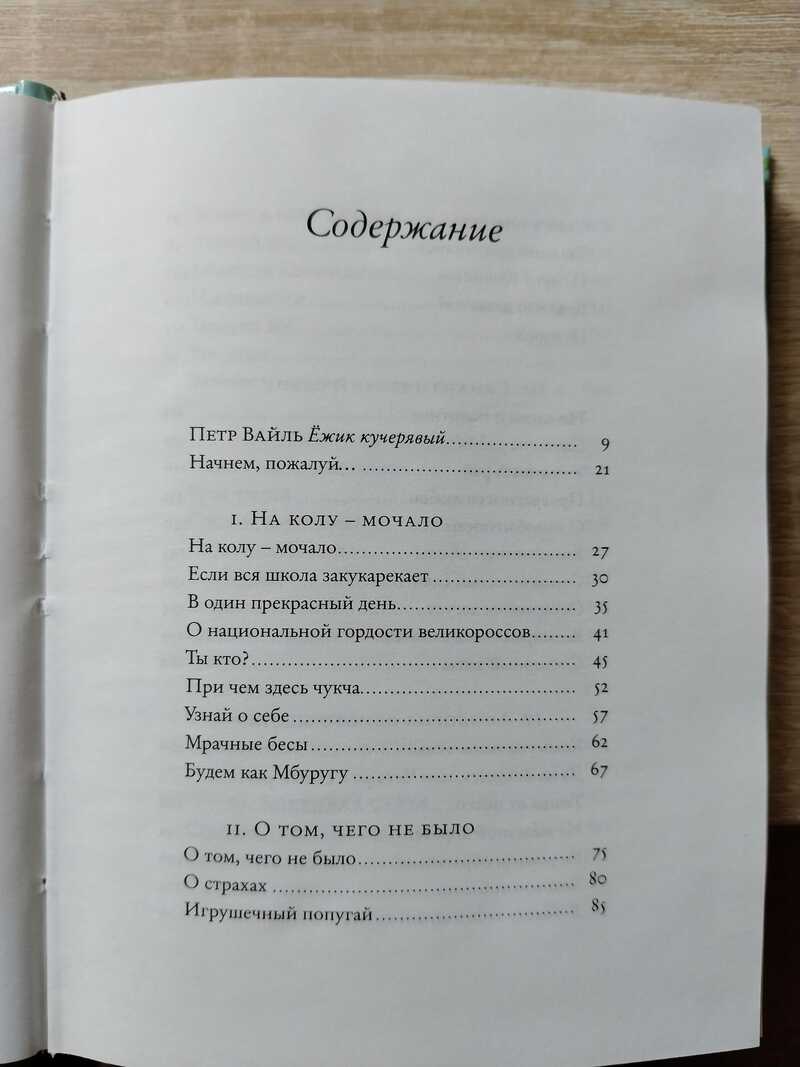 Содержание
Петр Вайль Ёжик кучерявый.................... 9
Начнем, пожалуй... .................... 21
I. На колу – мочало
На колу – мочало.................... 27
Если вся школа закукарекает .................... 30
В один прекрасный день.................... 35
О национальной гордости великороссов........ 41
Ты кто?.................... 45
При чем здесь чукча.................... 52
Узнай о себе .................... 57
Мрачные бесы .................... 62
Будем как Мбуругу .................... 67
II. О том, чего не было
О том, чего не было.................... 75
О страхах .................... 80
Игрушечный попугай .................... 85